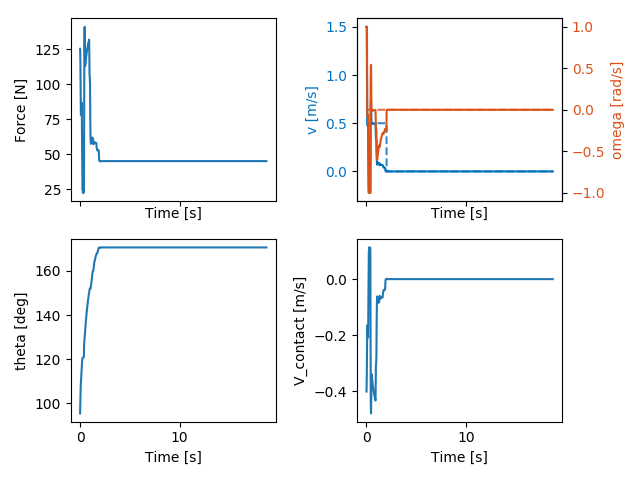 Force [N]
125
100
75
50
25
Time [s]
v [m/s]
1.5
1.0
0.5
0.0
1.0
0.5
0.0
−0.5
−1.0
omega [rad/s]
Time [s]
theta [deg]
160
140
120
100
0
10
Time [s]
V_contact [m/s]
0.0
−0.2
−0.4
0
10
Time [s]